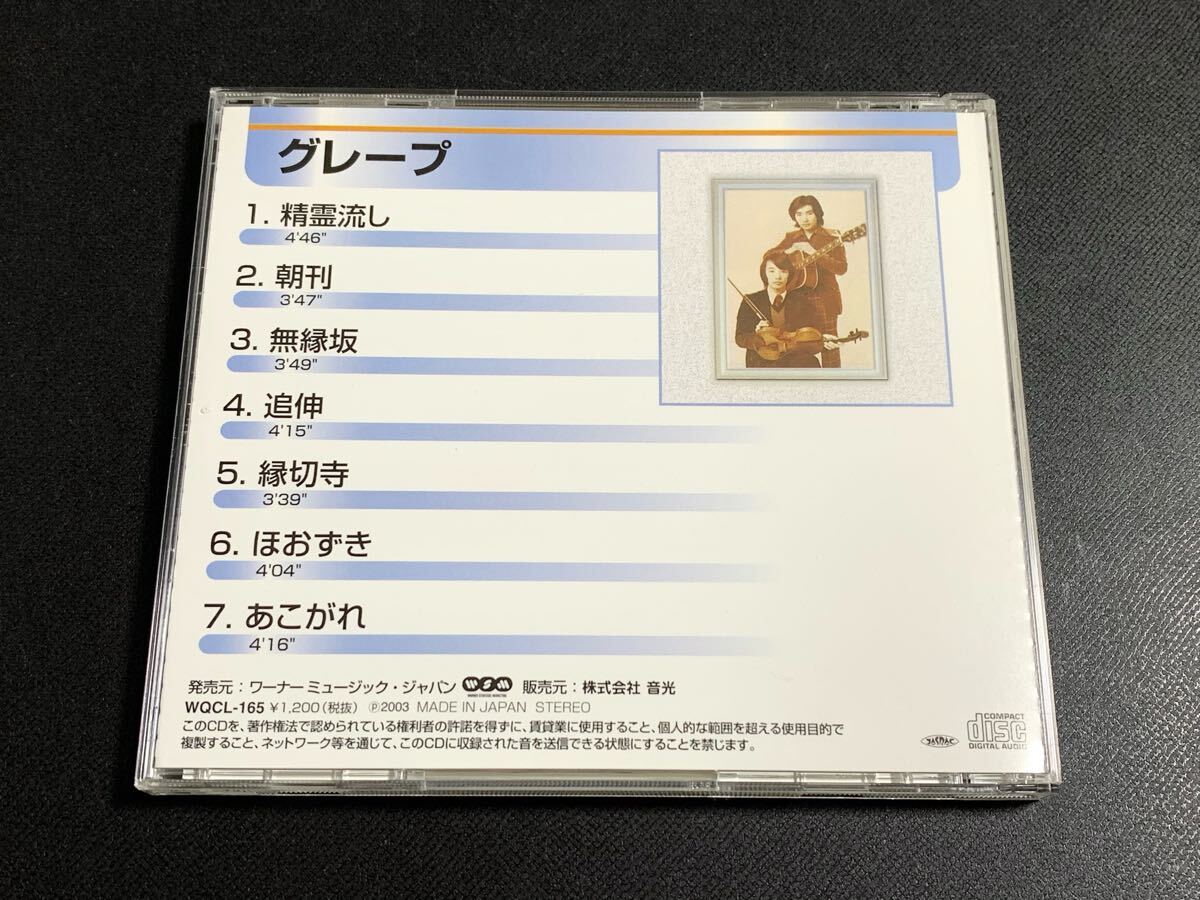 グレープ
1. 精霊流し
4'46"
2. 朝刊
3'47"
3. 無縁坂
3'49"
4. 追伸
4'15"
5. 縁切寺
3'39"
6. ほおずき
4'04"
7. あこがれ
4'16"
発売元：ワーナーミュージック・ジャパン WSM 販売元：株式会社 音光
WQCL-165 ¥1,200（税抜） ℗2003 MADE IN JAPAN STEREO
このCDを、著作権法で認められている権利者の許諾を得ずに、賃貸業に使用すること、個人的な範囲を超える使用目的で
複製すること、ネットワーク等を通じて、このCDに収録された音を送信できる状態にすることを禁じます。
JASRAC
COMPACT
disc
DIGITAL AUDIO